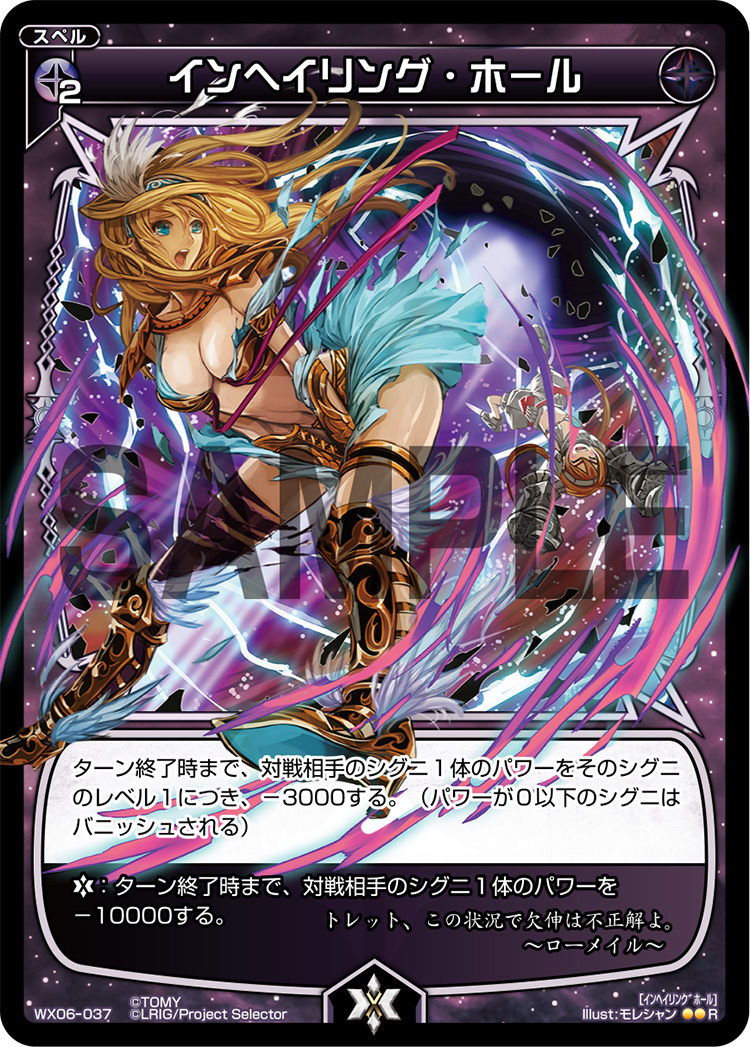 スペル
2
インヘイリング・ホール
SAMPLE
ターン終了時まで、対戦相手のシグニ1体のパワーをそのシグニ
のレベル1につき、－3000する。（パワーが0以下のシグニは
バニッシュされる）
：ターン終了時まで、対戦相手のシグニ1体のパワーを
－10000する。
トレット、この状況で欠伸は不正解よ。
～ローメイル～
WX06-037
©TOMY
©LRIG/Project Selector
[インヘイリングホール]
Illust:モレシャン
R